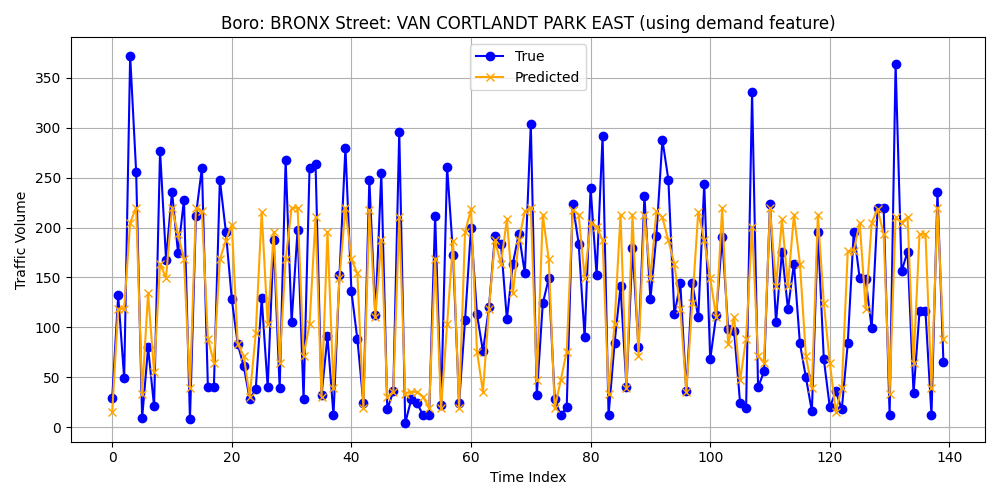 Boro: BRONX Street: VAN CORTLANDT PARK EAST (using demand feature)
True
Predicted
Traffic Volume
350
300
250
200
150
100
50
0
0 20 40 60 80 100 120 140
Time Index